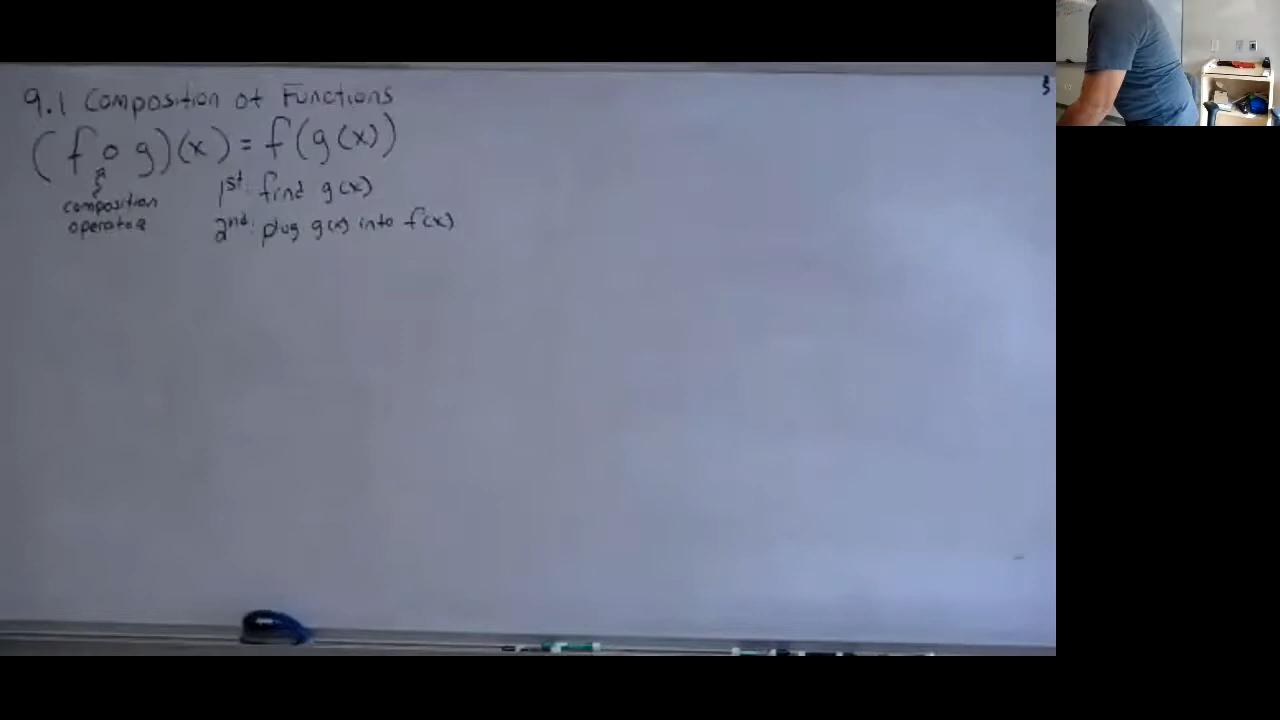 9.1 Composition of Functions
(f o g)(x) = f(g(x))
composition
operator
1st: find g(x)
2nd: plug g(x) into f(x)